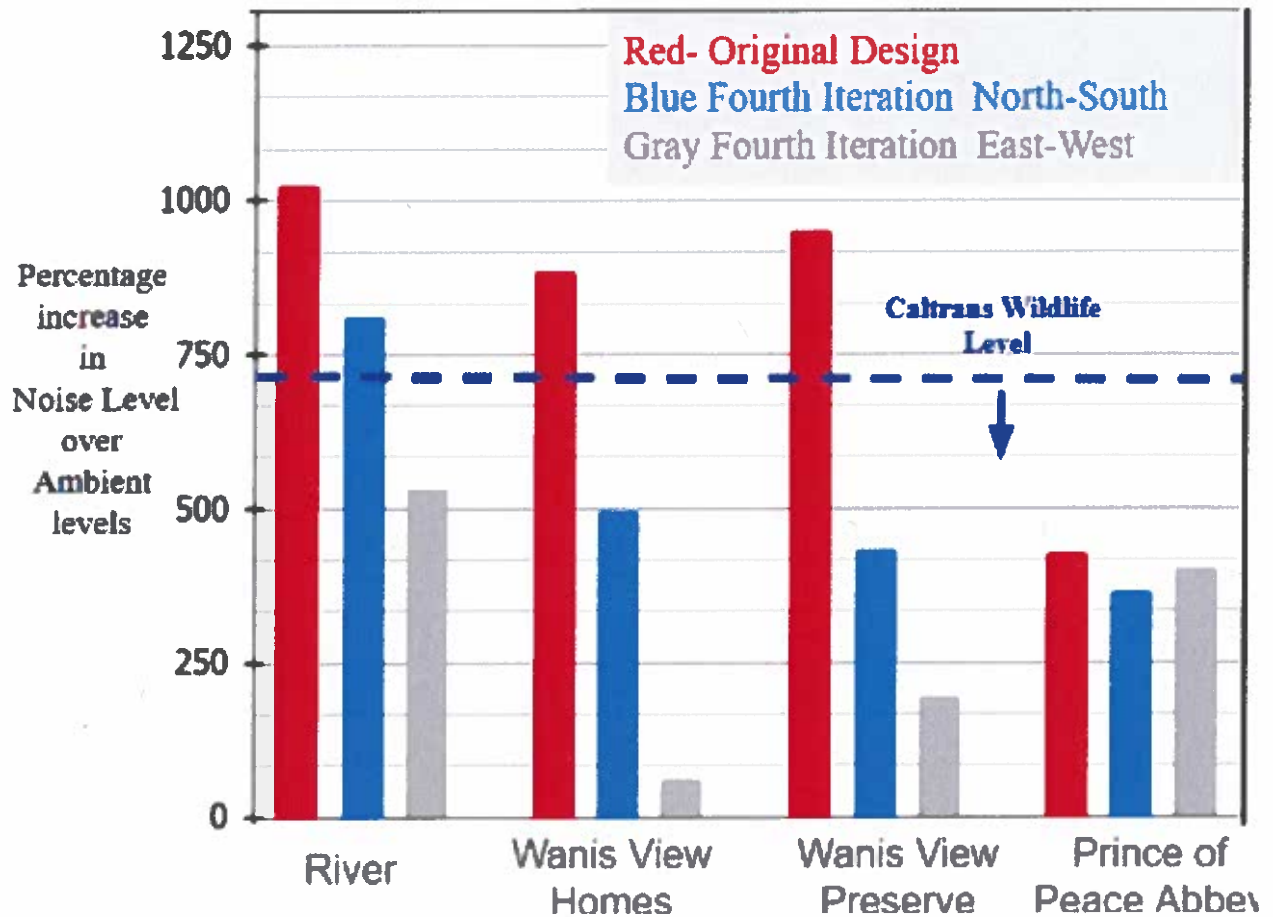 1250
1000
750
500
250
0
Percentage
increase
in
Noise Level
over
Ambient
levels
Red- Original Design
Blue Fourth Iteration North-South
Gray Fourth Iteration East-West
Caltrans Wildlife
Level
River
Wanis View
Homes
Wanis View
Preserve
Prince of
Peace Abbey